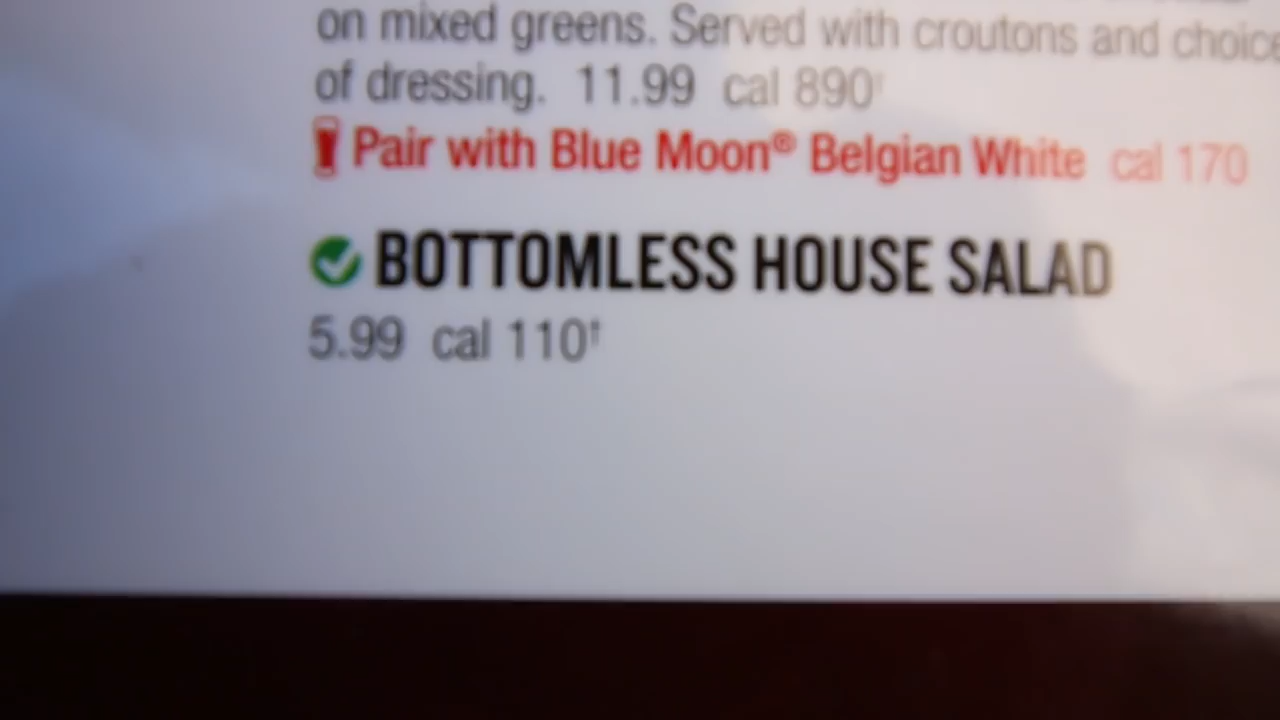 on mixed greens. Served with croutons and choice
of dressing. 11.99 cal 890†
Pair with Blue Moon® Belgian White cal 170
BOTTOMLESS HOUSE SALAD
5.99 cal 110†